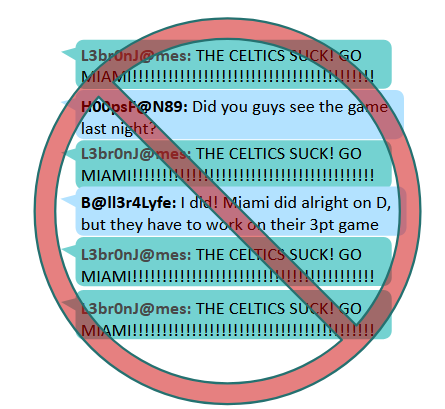 L3br0nJ@mes: THE CELTICS SUCK! GO
MIAMI!!!!!!!!!!!!!!!!!!!!!!!!!!!!!!!!!!!!!!!!!!
H00psF@N89: Did you guys see the game
last night?
L3br0nJ@mes: THE CELTICS SUCK! GO
MIAMI!!!!!!!!!!!!!!!!!!!!!!!!!!!!!!!!!!!!!!!!!!
B@ll3r4Lyfe: I did! Miami did alright on D,
but they have to work on their 3pt game
L3br0nJ@mes: THE CELTICS SUCK! GO
MIAMI!!!!!!!!!!!!!!!!!!!!!!!!!!!!!!!!!!!!!!!!!!
L3br0nJ@mes: THE CELTICS SUCK! GO
MIAMI!!!!!!!!!!!!!!!!!!!!!!!!!!!!!!!!!!!!!!!!!!